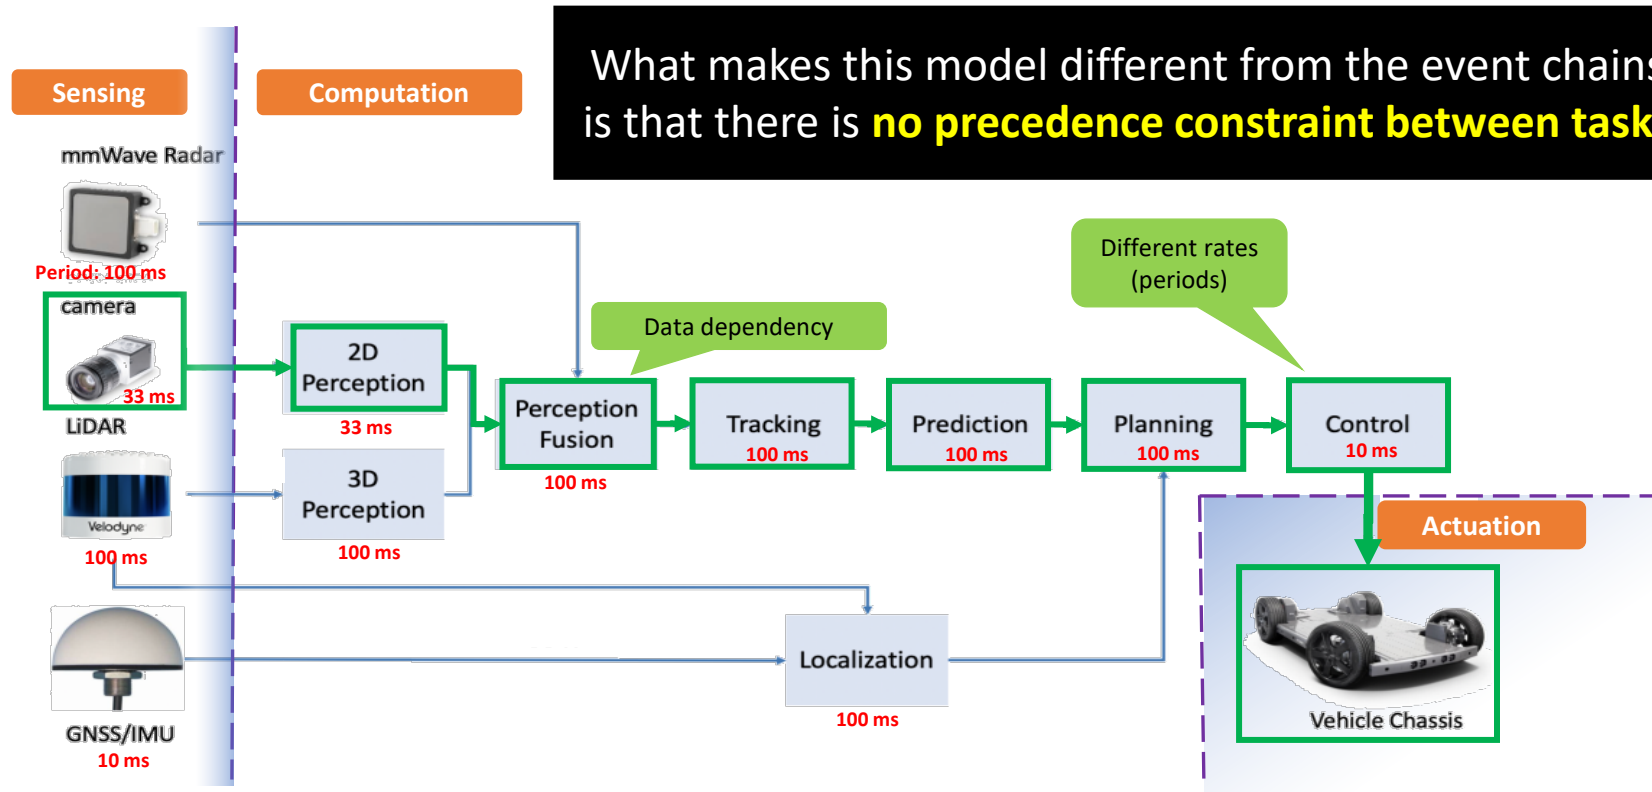 What makes this model different from the event chains
is that there is no precedence constraint between task
Sensing
Computation
mmWave Radar
Period: 100 ms
camera
33 ms
LiDAR
Velodyne
100 ms
GNSS/IMU
10 ms
2D
Perception
33 ms
3D
Perception
100 ms
Data dependency
Different rates
(periods)
Perception
Fusion
100 ms
Tracking
100 ms
Prediction
100 ms
Planning
100 ms
Control
10 ms
Localization
100 ms
Actuation
Vehicle Chassis